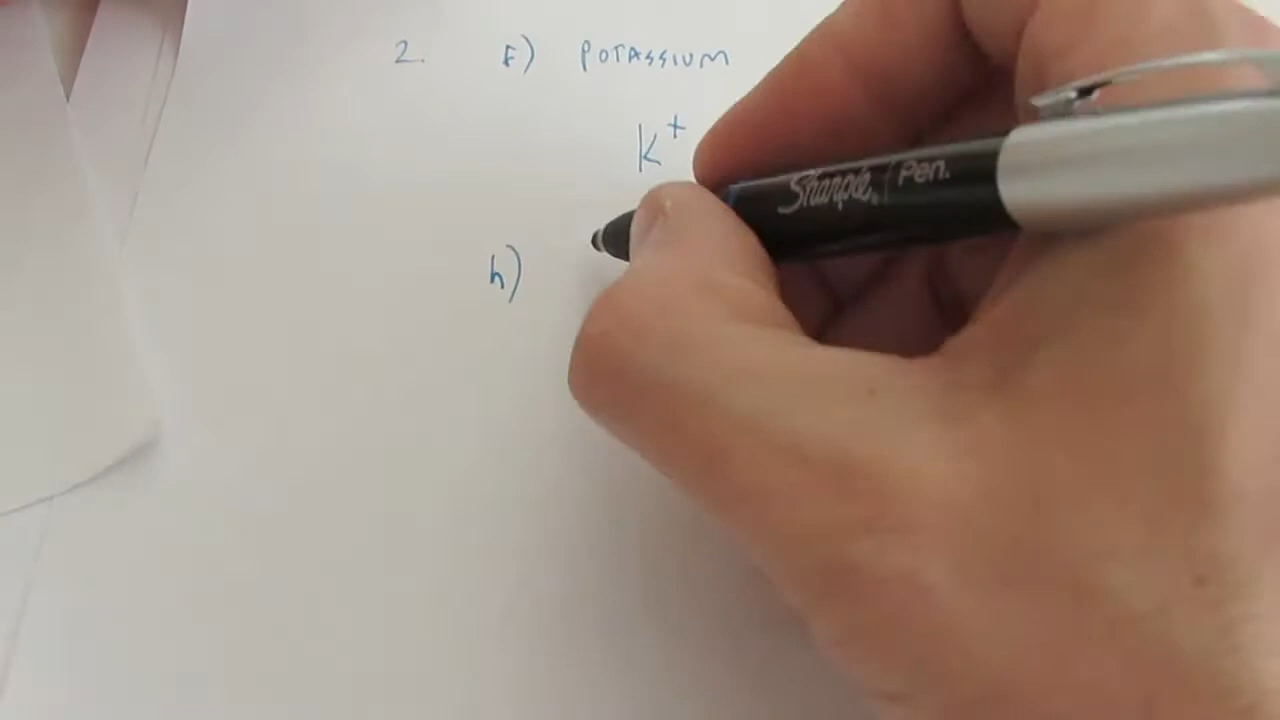 2. F) POTASSIUM
K+
h)
Sharpie. Pen.